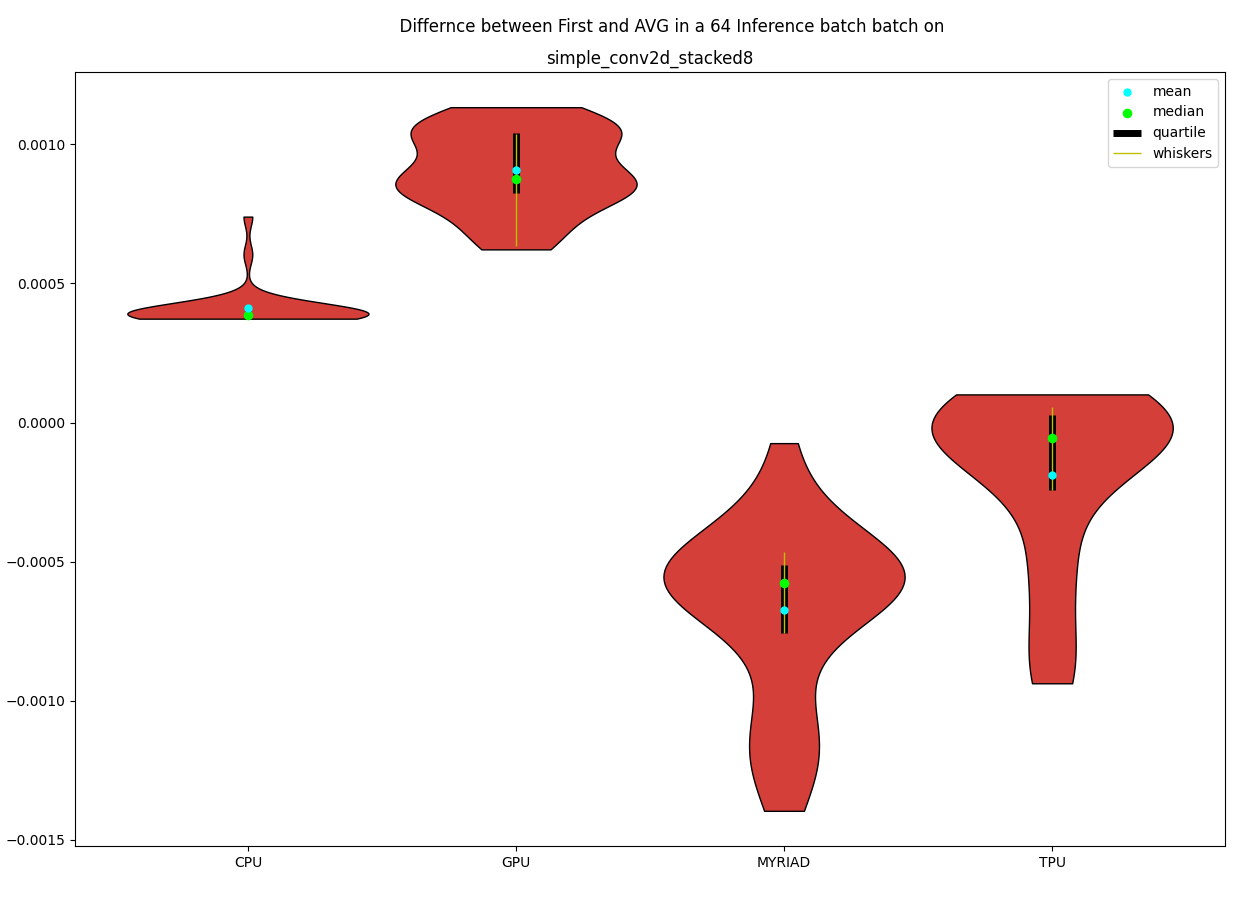 Differnce between First and AVG in a 64 Inference batch batch on
simple_conv2d_stacked8
mean
median
quartile
whiskers
0.0010
0.0005
0.0000
−0.0005
−0.0010
−0.0015
CPU GPU MYRIAD TPU